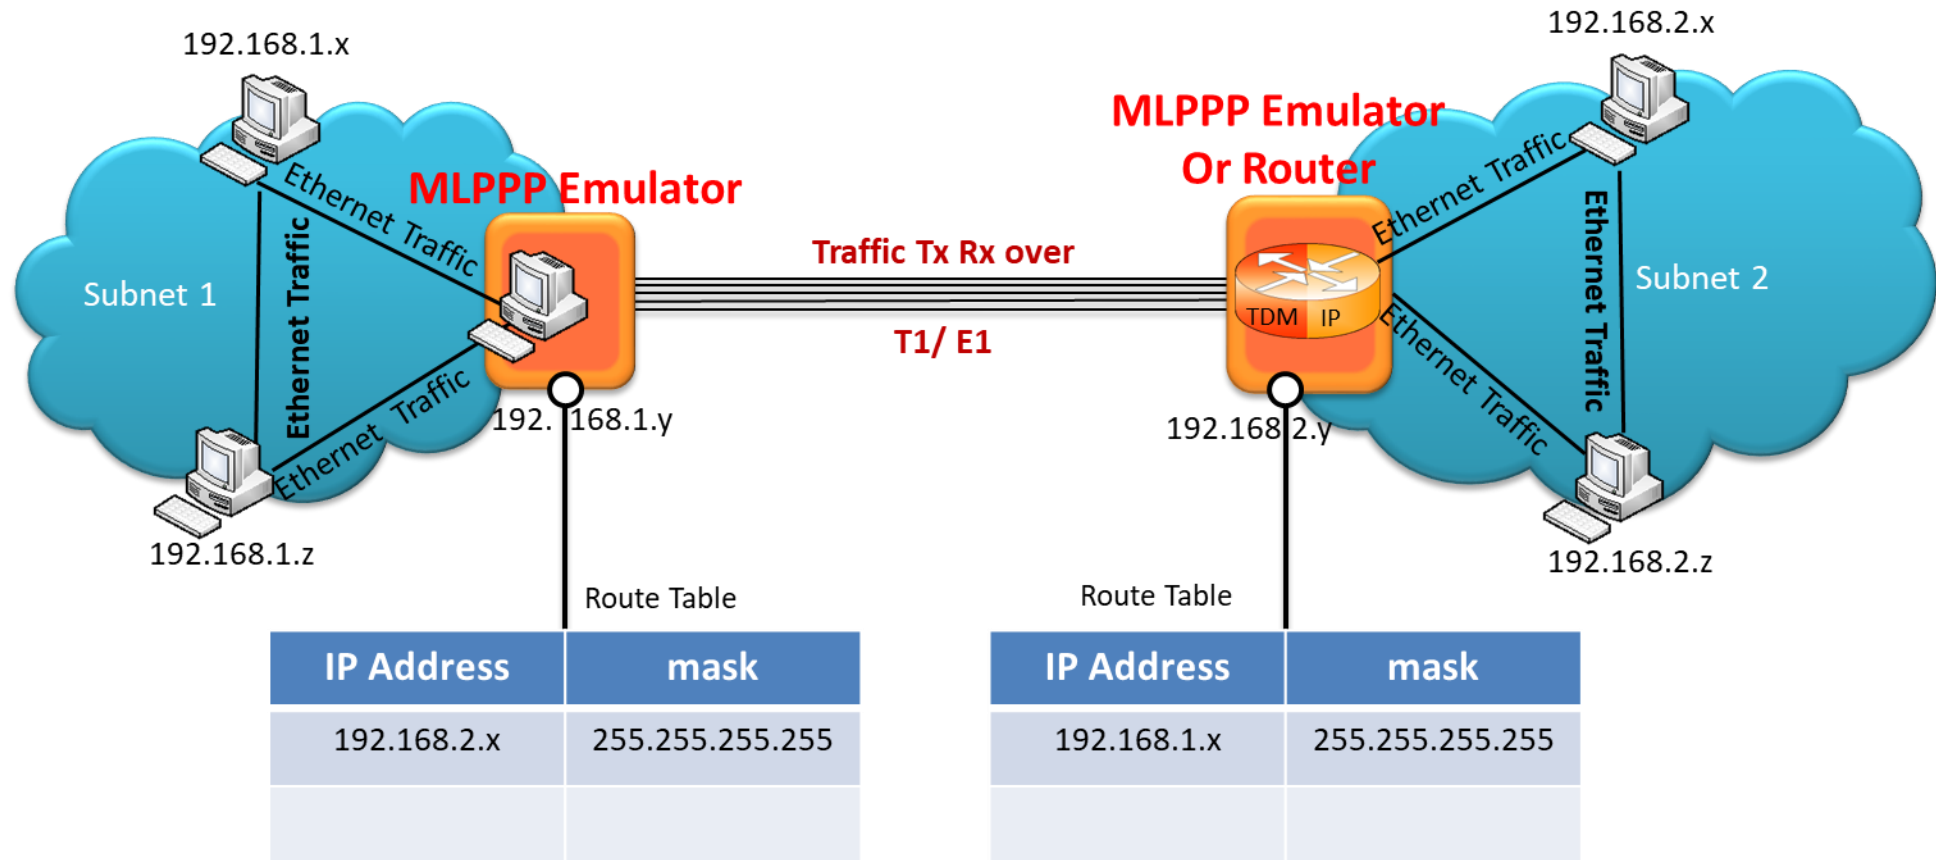 192.168.1.x
192.168.2.x
MLPPP Emulator
MLPPP Emulator
Or Router
Ethernet Traffic
Ethernet Traffic
Ethernet Traffic
Subnet 1
Traffic Tx Rx over
T1/ E1
TDM IP
Ethernet Traffic
Ethernet Traffic
Ethernet Traffic
Subnet 2
192.168.1.y
192.168.2.y
192.168.1.z
192.168.2.z
Route Table
IP Address mask
192.168.2.x 255.255.255.255
Route Table
IP Address mask
192.168.1.x 255.255.255.255